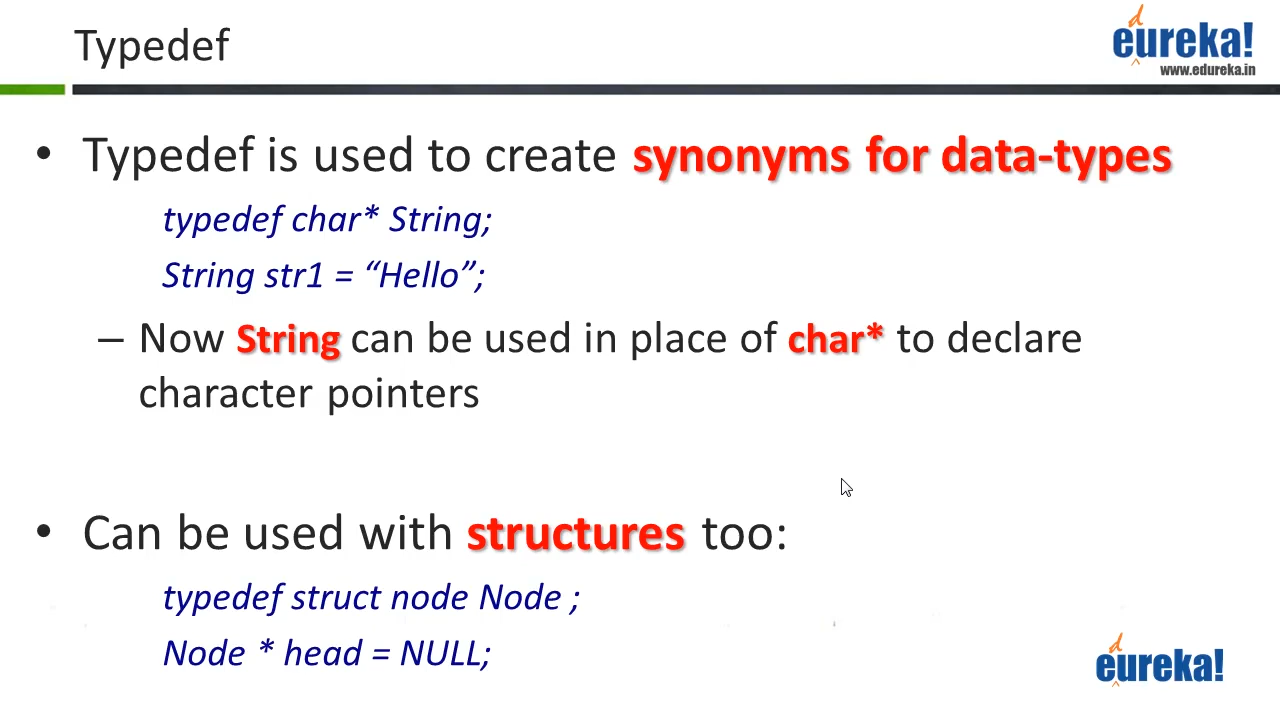 Typedef
edureka!
www.edureka.in
• Typedef is used to create synonyms for data-types
typedef char* String;
String str1 = “Hello”;
– Now String can be used in place of char* to declare
character pointers
• Can be used with structures too:
typedef struct node Node ;
Node * head = NULL;
edureka!